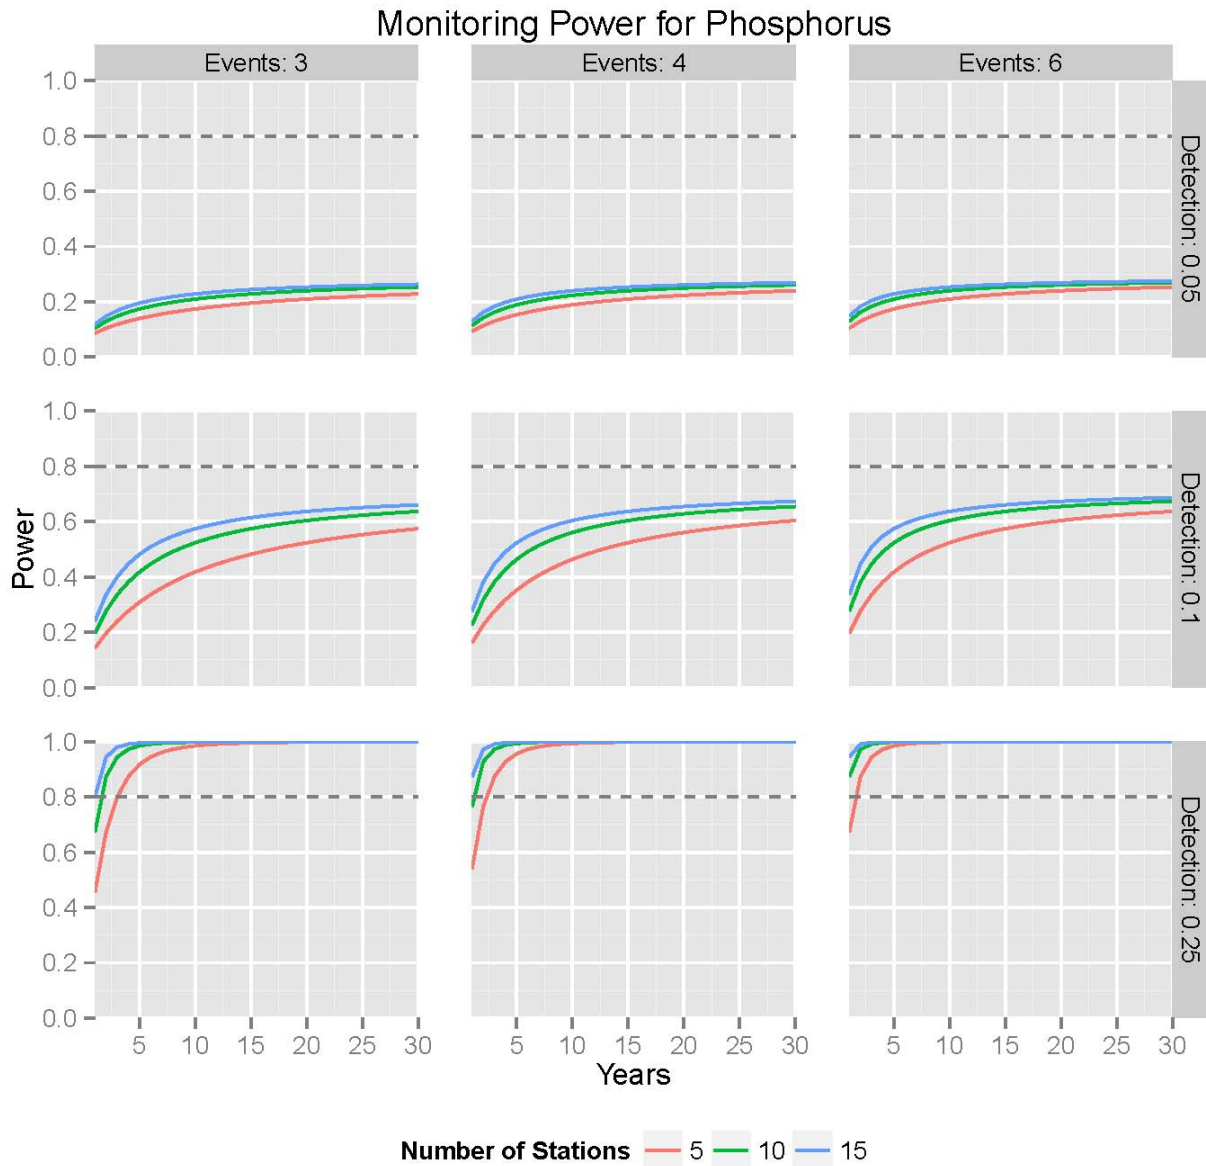 Monitoring Power for Phosphorus
Events: 3
Events: 4
Events: 6
1.0
0.8
0.6
0.4
0.2
0.0
Detection: 0.05
1.0
0.8
0.6
0.4
0.2
0.0
Detection: 0.1
1.0
0.8
0.6
0.4
0.2
0.0
Detection: 0.25
Power
5 10 15 20 25 30
5 10 15 20 25 30
5 10 15 20 25 30
Years
Number of Stations 5 10 15